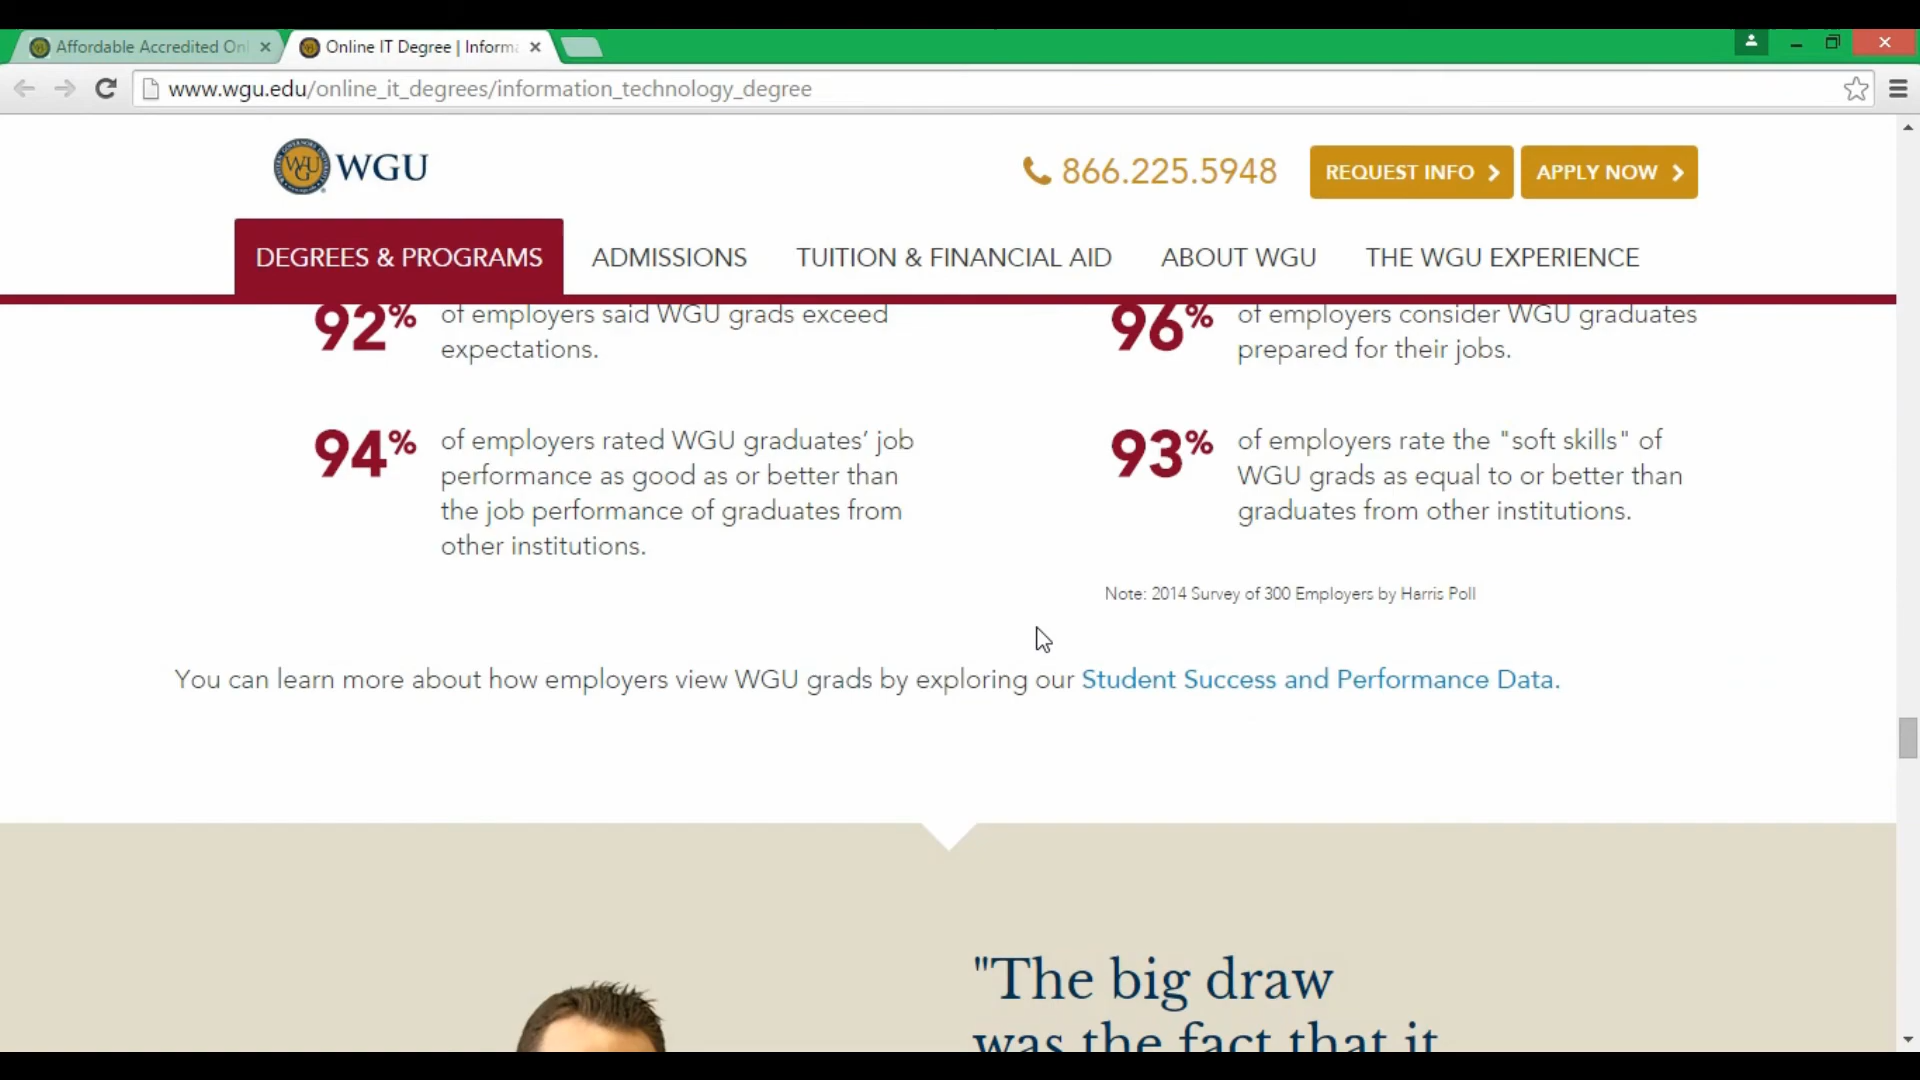 Affordable Accredited Onl
Online IT Degree | Informa
www.wgu.edu/online_it_degrees/information_technology_degree
WGU
866.225.5948
REQUEST INFO
APPLY NOW
DEGREES & PROGRAMS
ADMISSIONS
TUITION & FINANCIAL AID
ABOUT WGU
THE WGU EXPERIENCE
92% of employers said WGU grads exceed
expectations.
96% of employers consider WGU graduates
prepared for their jobs.
94% of employers rated WGU graduates’ job
performance as good as or better than
the job performance of graduates from
other institutions.
93% of employers rate the "soft skills" of
WGU grads as equal to or better than
graduates from other institutions.
Note: 2014 Survey of 300 Employers by Harris Poll
You can learn more about how employers view WGU grads by exploring our Student Success and Performance Data.
"The big draw
was the fact that it